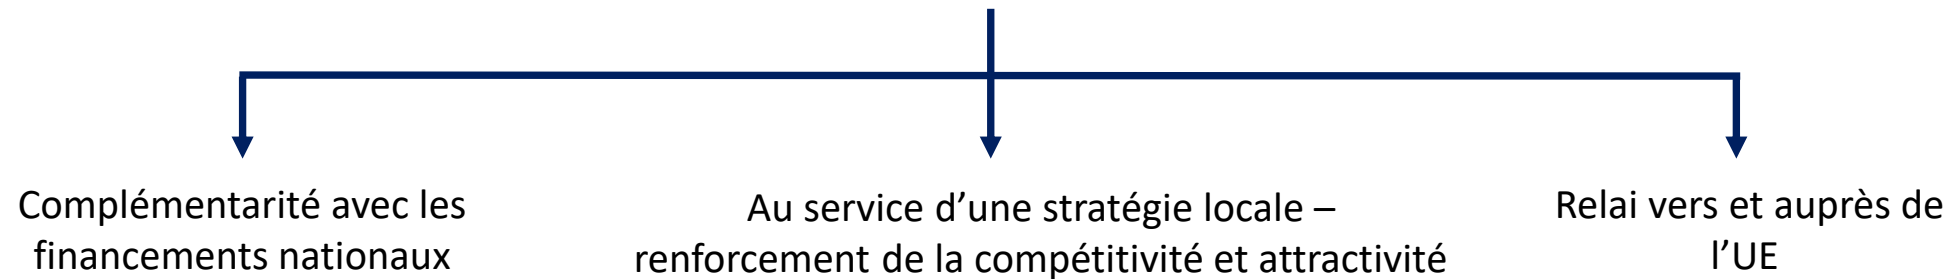 Complémentarité avec les
financements nationaux
Au service d’une stratégie locale –
renforcement de la compétitivité et attractivité
Relai vers et auprès de
l’UE